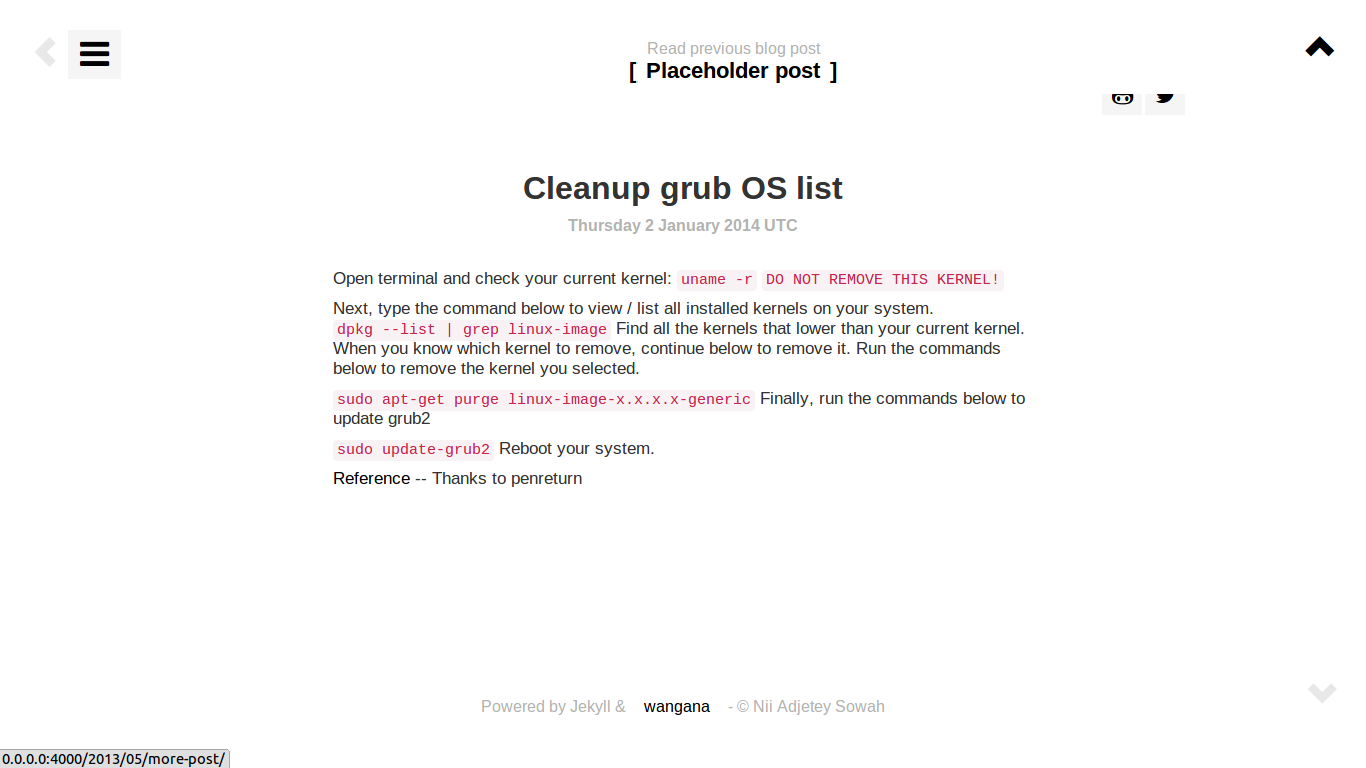 Read previous blog post
[ Placeholder post ]
Cleanup grub OS list
Thursday 2 January 2014 UTC
Open terminal and check your current kernel: uname -r DO NOT REMOVE THIS KERNEL!
Next, type the command below to view / list all installed kernels on your system.
dpkg --list | grep linux-image Find all the kernels that lower than your current kernel.
When you know which kernel to remove, continue below to remove it. Run the commands
below to remove the kernel you selected.
sudo apt-get purge linux-image-x.x.x.x-generic Finally, run the commands below to
update grub2
sudo update-grub2 Reboot your system.
Reference -- Thanks to penreturn
Powered by Jekyll & wangana - © Nii Adjetey Sowah
0.0.0.0:4000/2013/05/more-post/